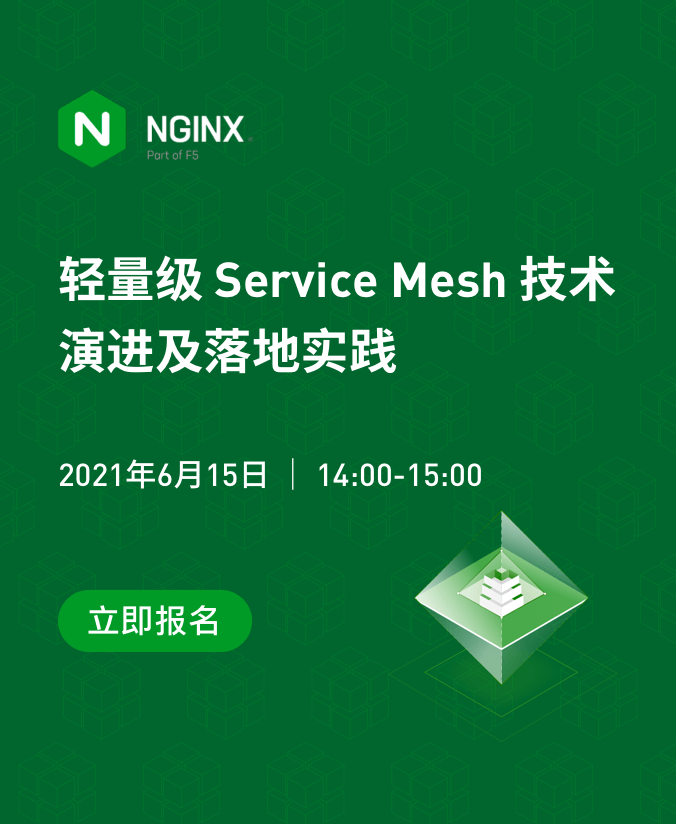 NGINX
Part of F5
轻量级 Service Mesh 技术
演进及落地实践
2021年6月15日 | 14:00-15:00
立即报名